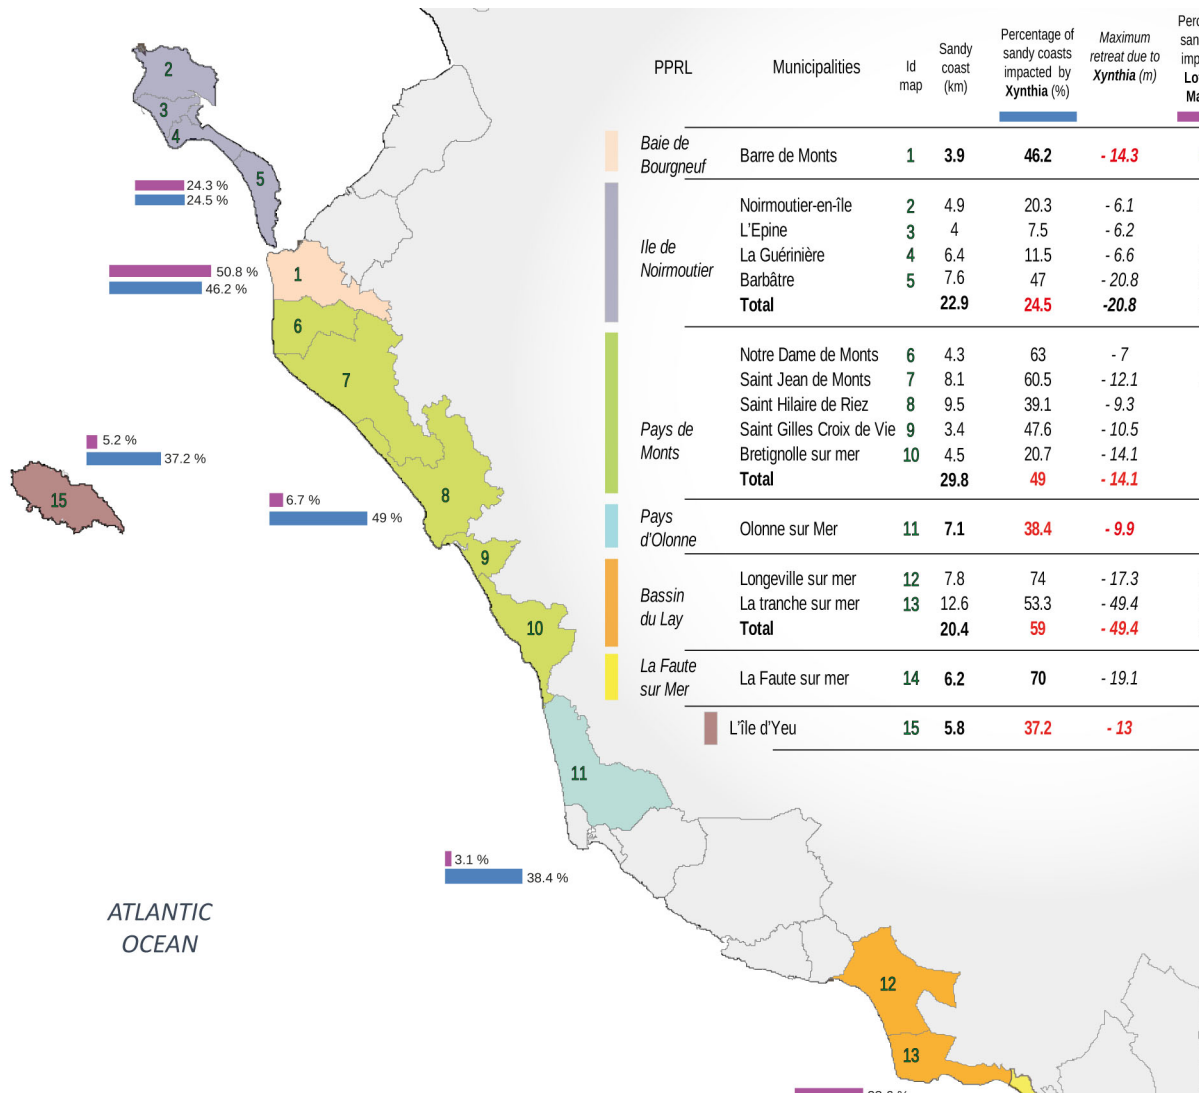 PPRL
Municipalities
Id
map
Sandy
coast
(km)
Percentage of
sandy coasts
impacted by
Xynthia (%)
Maximum
retreat due to
Xynthia (m)
Baie de
Bourgneuf
Barre de Monts 1 3.9 46.2 - 14.3
Ile de
Noirmoutier
Noirmoutier-en-île 2 4.9 20.3 - 6.1
L'Epine 3 4 7.5 - 6.2
La Guérinière 4 6.4 11.5 - 6.6
Barbâtre 5 7.6 47 - 20.8
Total 22.9 24.5 -20.8
Pays de
Monts
Notre Dame de Monts 6 4.3 63 - 7
Saint Jean de Monts 7 8.1 60.5 - 12.1
Saint Hilaire de Riez 8 9.5 39.1 - 9.3
Saint Gilles Croix de Vie 9 3.4 47.6 - 10.5
Bretignolle sur mer 10 4.5 20.7 - 14.1
Total 29.8 49 - 14.1
Pays
d'Olonne
Olonne sur Mer 11 7.1 38.4 - 9.9
Bassin
du Lay
Longeville sur mer 12 7.8 74 - 17.3
La tranche sur mer 13 12.6 53.3 - 49.4
Total 20.4 59 - 49.4
La Faute
sur Mer
La Faute sur mer 14 6.2 70 - 19.1
L'île d'Yeu 15 5.8 37.2 - 13
2
3
4
5
24.3 %
24.5 %
1
50.8 %
46.2 %
6
7
5.2 %
37.2 %
15
8
6.7 %
49 %
9
10
11
3.1 %
38.4 %
ATLANTIC
OCEAN
12
13